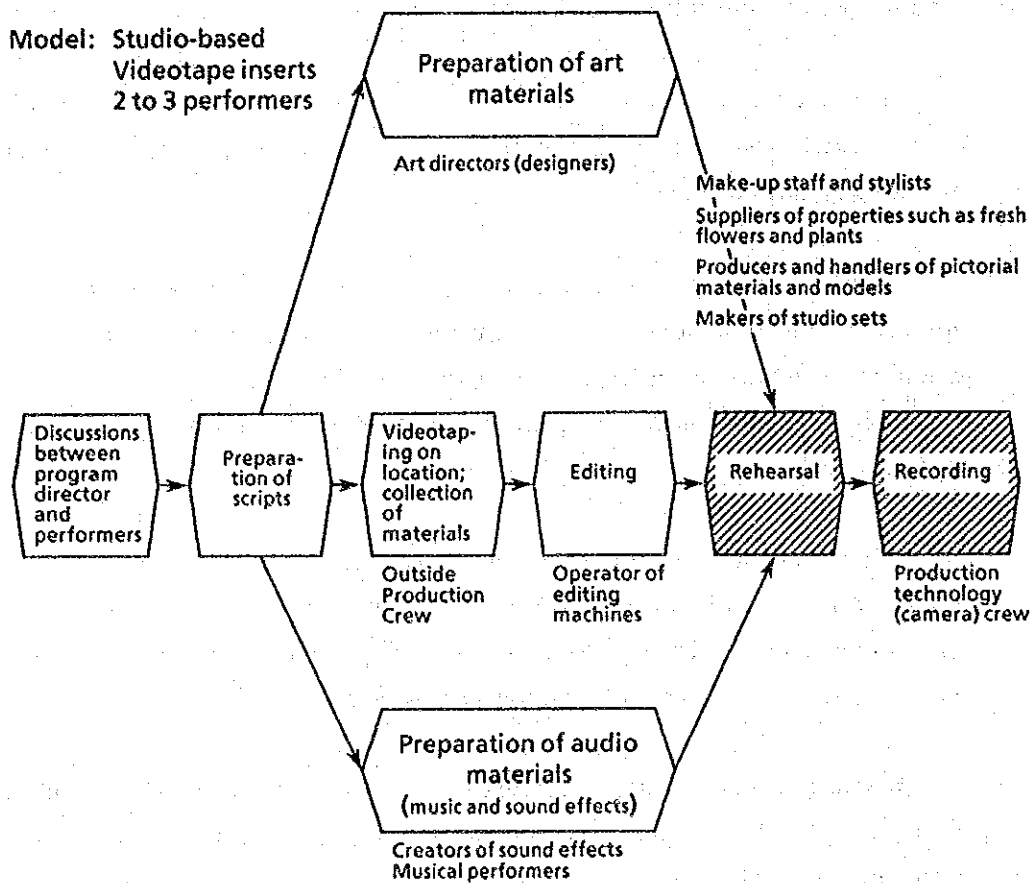 Model: Studio-based
Videotape inserts
2 to 3 performers
Preparation of art
materials
Art directors (designers)
Make-up staff and stylists
Suppliers of properties such as fresh
flowers and plants
Producers and handlers of pictorial
materials and models
Makers of studio sets
Discussions
between
program
director
and
performers
Prepara-
tion of
scripts
Videotap-
ing on
location;
collection
of
materials
Outside
Production
Crew
Editing
Operator of
editing
machines
Rehearsal
Recording
Production
technology
(camera) crew
Preparation of audio
materials
(music and sound effects)
Creators of sound effects
Musical performers